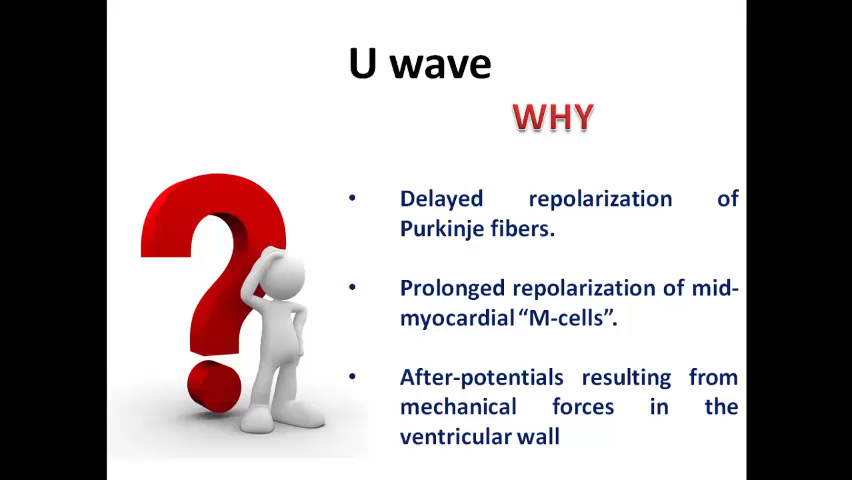 U wave
WHY
• Delayed repolarization of
Purkinje fibers.
• Prolonged repolarization of mid-
myocardial “M-cells”.
• After-potentials resulting from
mechanical forces in the
ventricular wall